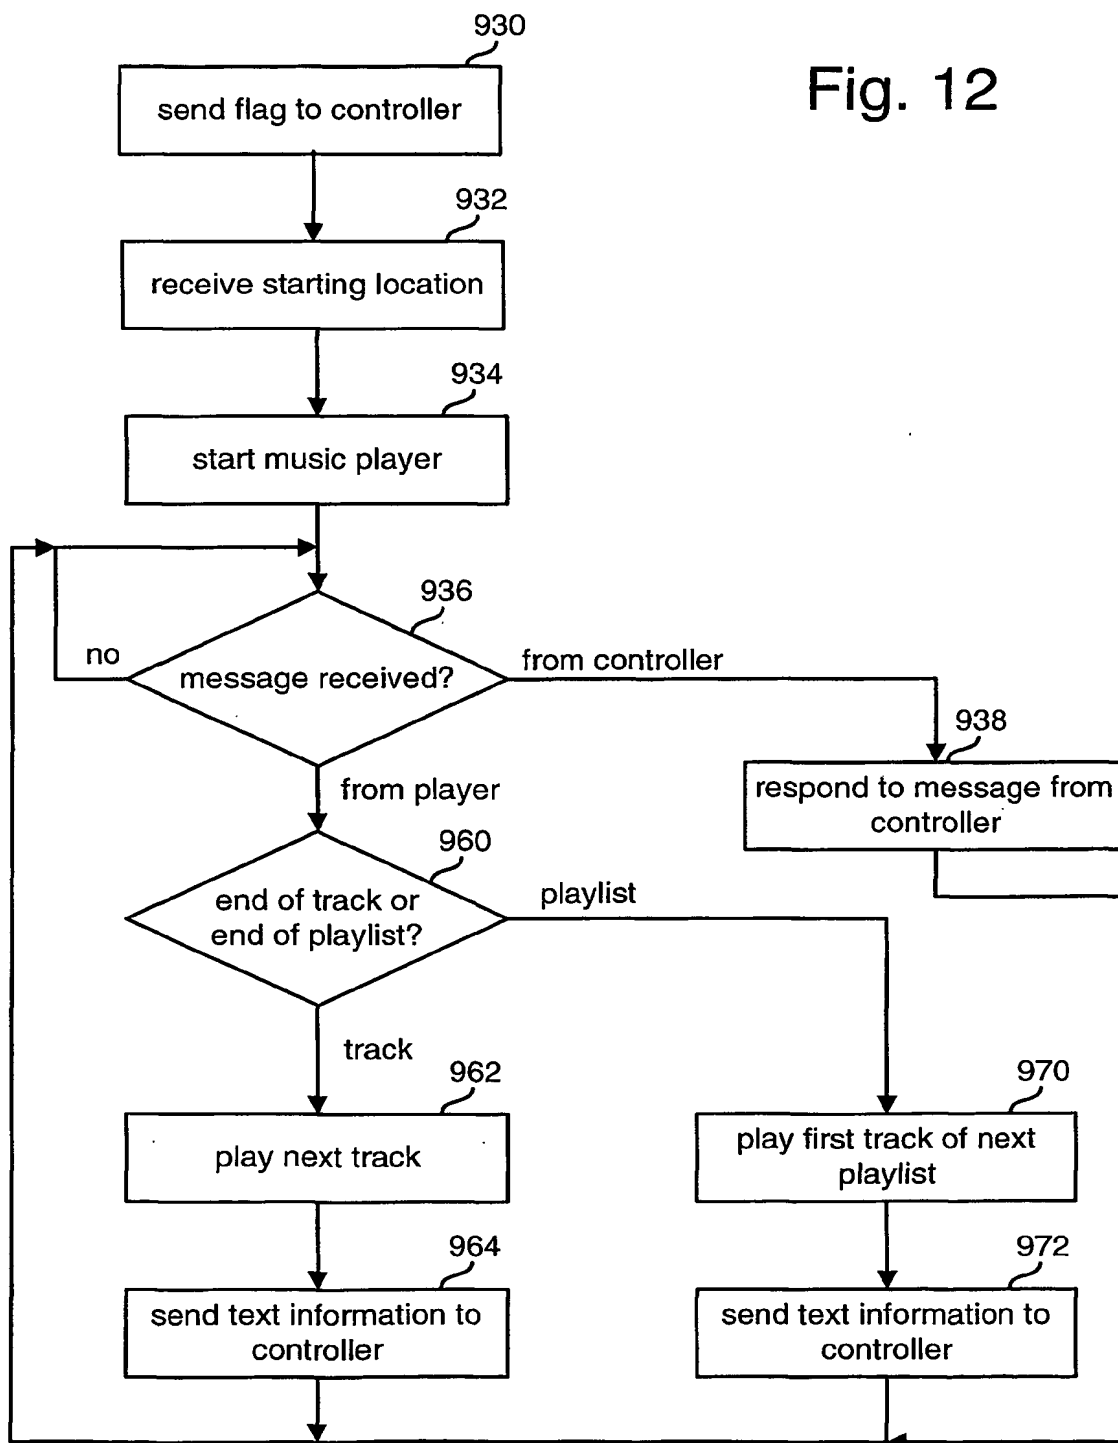 930
Fig. 12
send flag to controller
932
receive starting location
934
start music player
936
no
message received?
from controller
938
respond to message from
controller
from player
960
end of track or
end of playlist?
playlist
track
962
play next track
970
play first track of next
playlist
964
send text information to
controller
972
send text information to
controller